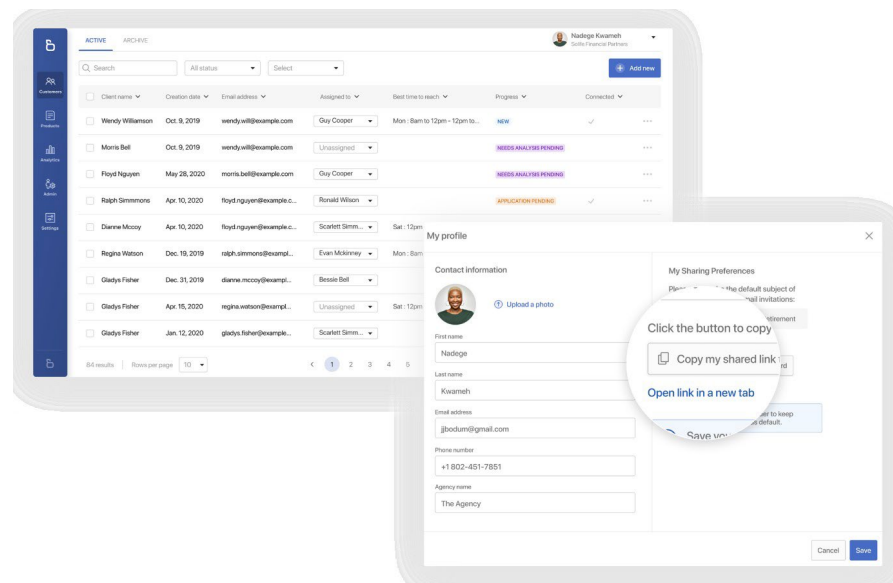 ACTIVE ARCHIVE
Nadege Kwameh
Sollte Financial Partners
Search
All status
Select
Add new
Customers
Products
Analytics
Admin
Settings
Client name Creation date Email address Assigned to Best time to reach Progress Connected
Wendy Williamson Oct. 9, 2019 wendy.will@example.com Guy Cooper Mon : 8am to 12pm - 12pm to... NEW
Morris Bell Oct. 9, 2019 wendy.will@example.com Unassigned NEEDS ANALYSIS PENDING
Floyd Nguyen May 28, 2020 morris.bell@example.com Guy Cooper NEEDS ANALYSIS PENDING
Ralph Simmmons Apr. 10, 2020 floyd.nguyen@example.c... Ronald Wilson APPLICATION PENDING
Dianne Mccoy Apr. 10, 2020 floyd.nguyen@example.c... Scarlett Simm... Sat : 12pm
Regina Watson Dec. 19, 2019 ralph.simmons@exampl... Evan Mckinney Mon : 8am
Gladys Fisher Dec. 31, 2019 dianne.mccoy@exampl... Bessie Bell
Gladys Fisher Apr. 15, 2020 regina.watson@exampl... Unassigned Sat : 12pm
Gladys Fisher Jan. 12, 2020 gladys.fisher@example... Scarlett Simm...
84 results Rows per page 10 1 2 3 4 5
My profile
Contact information
Upload a photo
First name
Nadege
Last name
Kwameh
Email address
jjbodum@gmail.com
Phone number
+1 802-451-7851
Agency name
The Agency
My Sharing Preferences
the default subject of
invitations:
Click the button to copy
Copy my shared link
Open link in a new tab
to keep
default.
Save
Cancel Save